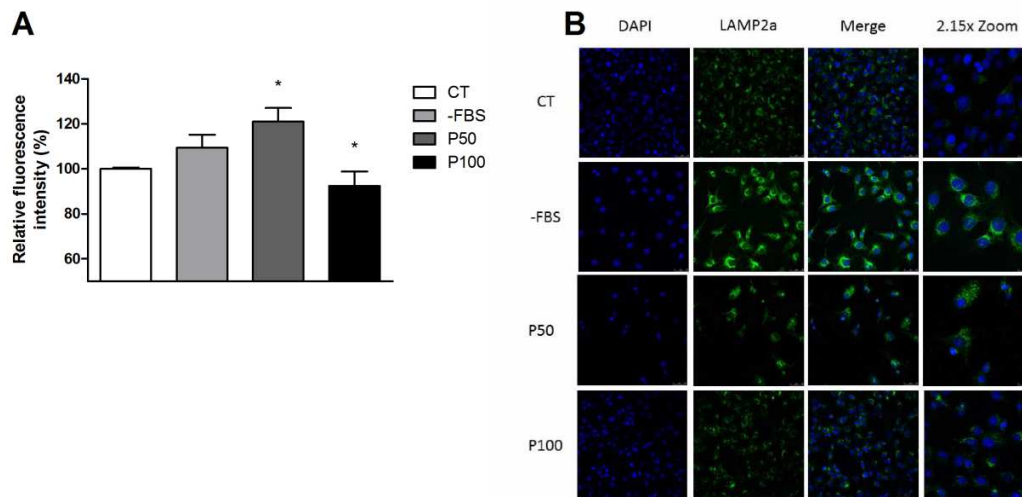 A
Relative fluorescence
intensity (%)
140
120
100
80
60
*
*
CT
-FBS
P50
P100
B
DAPI LAMP2a Merge 2.15x Zoom
CT
-FBS
P50
P100